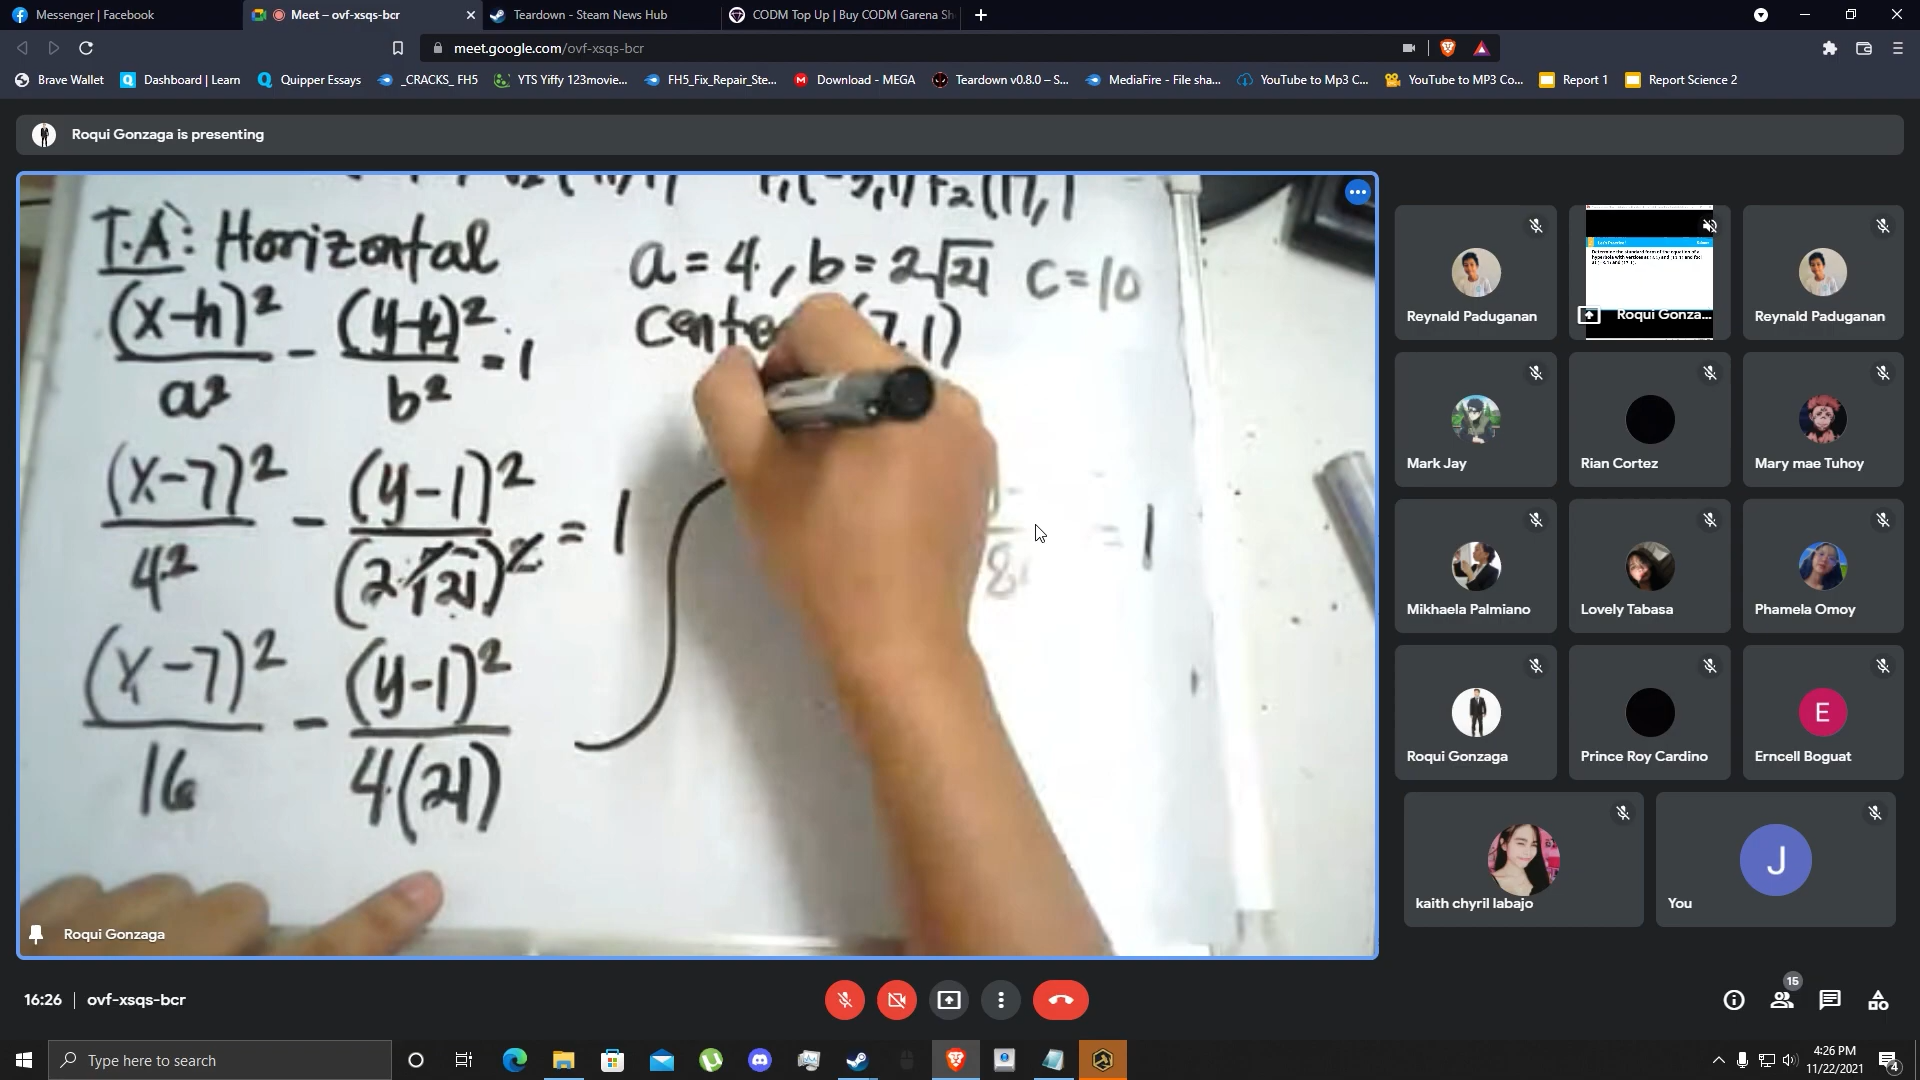 Messenger | Facebook
Meet – ovf-xsqs-bcr
Teardown - Steam News Hub
CODM Top Up | Buy CODM Garena Sh
meet.google.com/ovf-xsqs-bcr
Brave Wallet
Dashboard | Learn
Quipper Essays
_CRACKS_ FH5
YTS Yiffy 123movie...
FH5_Fix_Repair_Ste...
Download - MEGA
Teardown v0.8.0 – S...
MediaFire - File sha...
YouTube to Mp3 C...
YouTube to MP3 Co...
Report 1
Report Science 2
Roqui Gonzaga is presenting
T.A: Horizontal
(x-h)² / a² - (y-k)² / b² = 1
(x-7)² / 4² - (y-1)² / (2√21)² = 1
(x-7)² / 16 - (y-1)² / 4(21)
a = 4, b = 2√21 c = 10
(7,1)
= 1
Roqui Gonzaga
Reynald Paduganan
Roqui Gonza...
Reynald Paduganan
Mark Jay
Rian Cortez
Mary mae Tuhoy
Mikhaela Palmiano
Lovely Tabasa
Phamela Omoy
Roqui Gonzaga
Prince Roy Cardino
E
Erncell Boguat
kaith chyril labajo
J
You
16:26 | ovf-xsqs-bcr
15
Type here to search
4:26 PM
11/22/2021
4